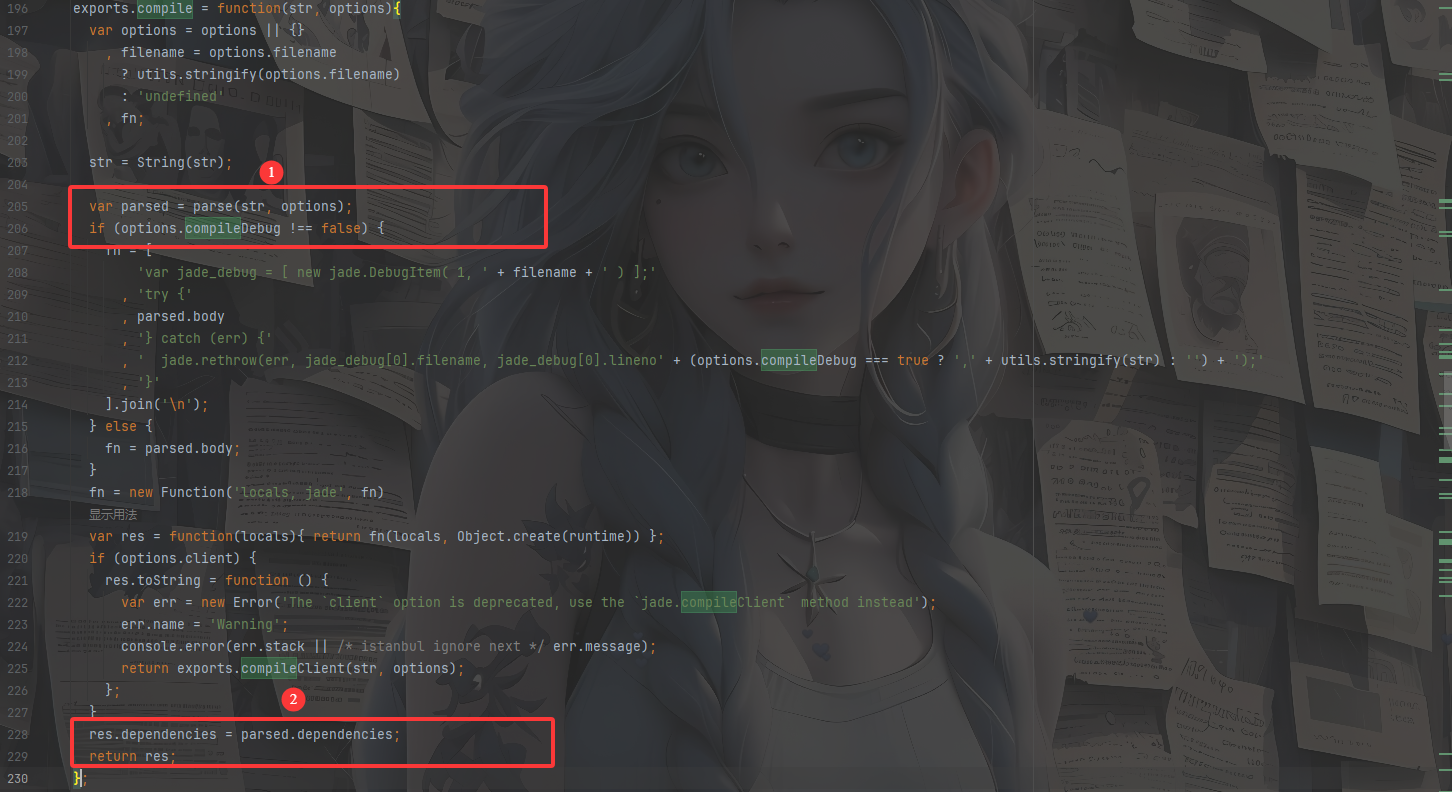 196 exports.compile = function(str, options){
197 var options = options || {}
198 , filename = options.filename
199 ? utils.stringify(options.filename)
200 : 'undefined'
201 , fn;
202
203 str = String(str);
204
1
205 var parsed = parse(str, options);
206 if (options.compileDebug !== false) {
207 fn = [
208 'var jade_debug = [ new jade.DebugItem( 1, ' + filename + ' ) ];'
209 , 'try {'
210 , parsed.body
211 , '} catch (err) {'
212 , ' jade.rethrow(err, jade_debug[0].filename, jade_debug[0].lineno' + (options.compileDebug === true ? ',' + utils.stringify(str) : '') + ');'
213 , '}'
214 ].join('\n');
215 } else {
216 fn = parsed.body;
217 }
218 fn = new Function('locals, jade', fn)
显示用法
219 var res = function(locals){ return fn(locals, Object.create(runtime)) };
220 if (options.client) {
221 res.toString = function () {
222 var err = new Error('The `client` option is deprecated, use the `jade.compileClient` method instead');
223 err.name = 'Warning';
224 console.error(err.stack || /* istanbul ignore next */ err.message);
225 return exports.compileClient(str, options);
226 };
2
227 }
228 res.dependencies = parsed.dependencies;
229 return res;
230 };